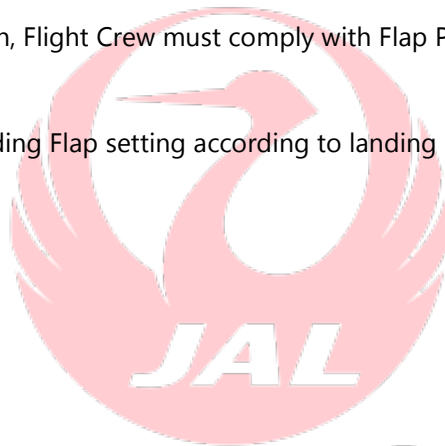 , Flight Crew must comply with Flap
ding Flap setting according to landing
JAL